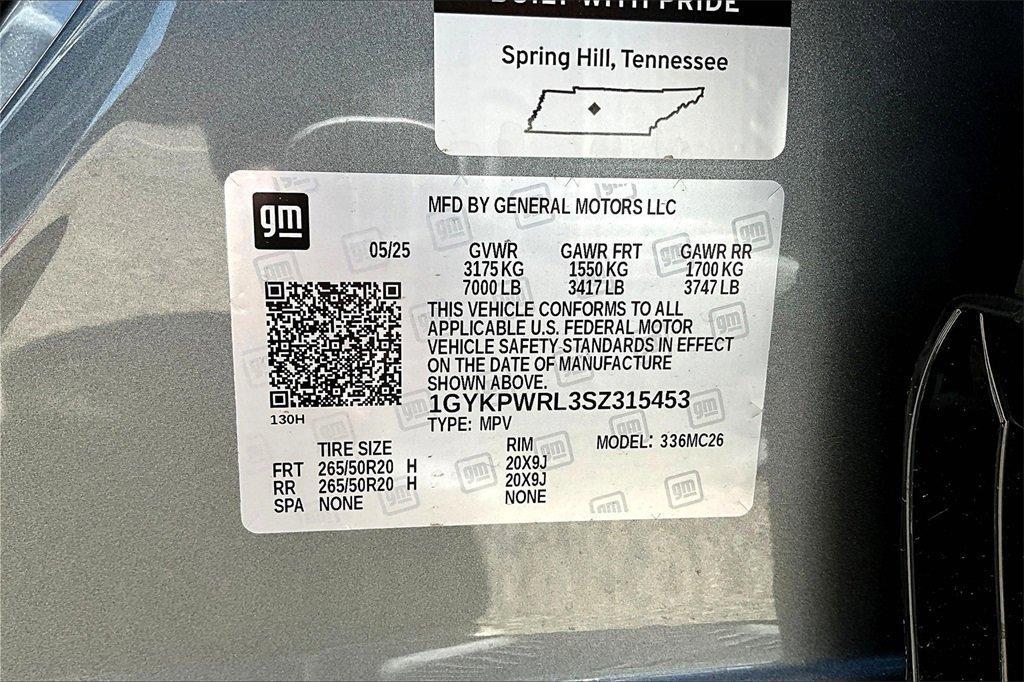 BUILT WITH PRIDE
Spring Hill, Tennessee
gm
MFD BY GENERAL MOTORS LLC
05/25 GVWR GAWR FRT GAWR RR
3175 KG 1550 KG 1700 KG
7000 LB 3417 LB 3747 LB
THIS VEHICLE CONFORMS TO ALL
APPLICABLE U.S. FEDERAL MOTOR
VEHICLE SAFETY STANDARDS IN EFFECT
ON THE DATE OF MANUFACTURE
SHOWN ABOVE.
1GYKPWRL3SZ315453
130H
TYPE: MPV
MODEL: 336MC26
TIRE SIZE RIM
FRT 265/50R20 H 20X9J
RR 265/50R20 H 20X9J
SPA NONE NONE